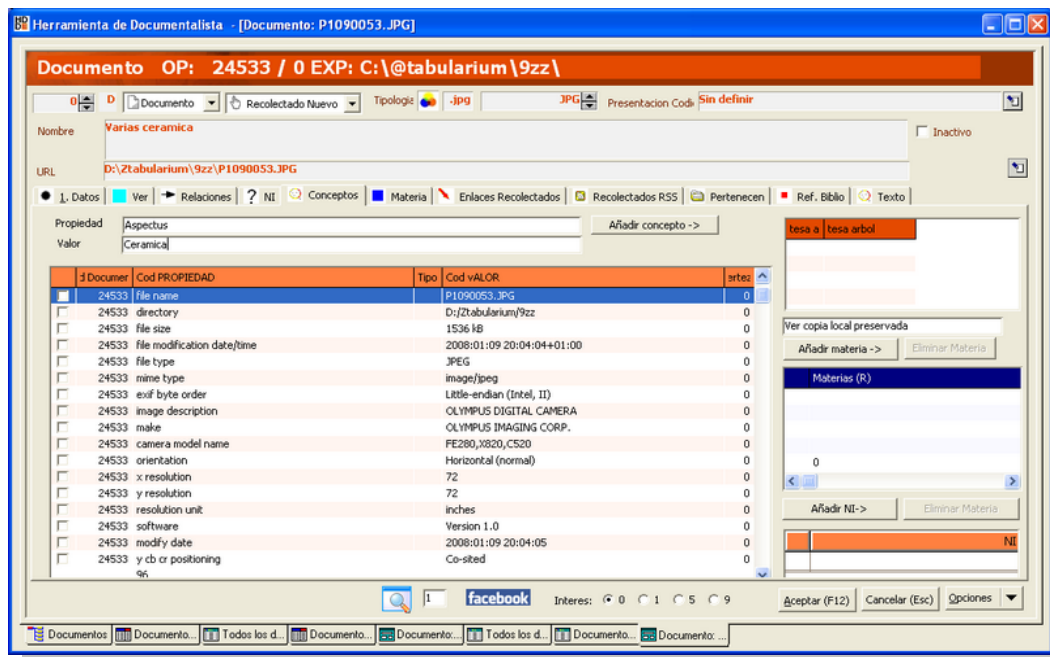 Herramienta de Documentalista - [Documento: P1090053.JPG]
Documento OP: 24533 / 0 EXP: C:\@tabularium\9zz\
0 D Documento Recolectado Nuevo Tipologia .jpg JPG Presentacion Codi Sin definir
Nombre Varias ceramica Inactivo
URL D:\Ztabularium\9zz\P1090053.JPG
1. Datos Ver Relaciones ? NI Conceptos Materia Enlaces Recolectados Recolectados RSS Pertenecen Ref. Biblio Texto
Propiedad Aspectus Añadir concepto -> tesa a tesa arbol
Valor Ceramica
d Documer Cod PROPIEDAD Tipo Cod vALOR ertez
24533 file name P1090053.JPG 0
24533 directory D:/Ztabularium/9zz 0
24533 file size 1536 kB 0
Ver copia local preservada
24533 file modification date/time 2008:01:09 20:04:04+01:00 0
Añadir materia -> Eliminar Materia
24533 file type JPEG 0
24533 mime type image/jpeg 0
Materias (R)
24533 exif byte order Little-endian (Intel, II) 0
24533 image description OLYMPUS DIGITAL CAMERA 0
24533 make OLYMPUS IMAGING CORP. 0
24533 camera model name FE280,X820,C520 0
24533 orientation Horizontal (normal) 0
0
24533 x resolution 72 0
24533 y resolution 72 0
24533 resolution unit inches 0
Añadir NI-> Eliminar Materia
24533 software Version 1.0 0
24533 modify date 2008:01:09 20:04:05 0
NI
24533 y cb cr positioning Co-sited 0
96
1 facebook Interes: 0 1 5 9 Aceptar (F12) Cancelar (Esc) Opciones
Documentos Documento... Todos los d... Documento... Documento:... Todos los d... Documento... Documento: ...